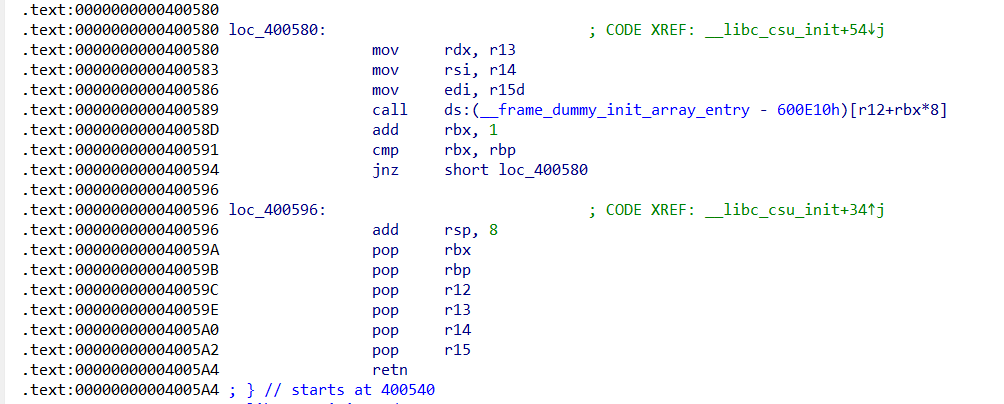 .text:0000000000400580
.text:0000000000400580 loc_400580: ; CODE XREF: __libc_csu_init+54↓j
.text:0000000000400580 mov rdx, r13
.text:0000000000400583 mov rsi, r14
.text:0000000000400586 mov edi, r15d
.text:0000000000400589 call ds:(__frame_dummy_init_array_entry - 600E10h)[r12+rbx*8]
.text:000000000040058D add rbx, 1
.text:0000000000400591 cmp rbx, rbp
.text:0000000000400594 jnz short loc_400580
.text:0000000000400596
.text:0000000000400596 loc_400596: ; CODE XREF: __libc_csu_init+34↑j
.text:0000000000400596 add rsp, 8
.text:000000000040059A pop rbx
.text:000000000040059B pop rbp
.text:000000000040059C pop r12
.text:000000000040059E pop r13
.text:00000000004005A0 pop r14
.text:00000000004005A2 pop r15
.text:00000000004005A4 retn
.text:00000000004005A4 ; } // starts at 400540